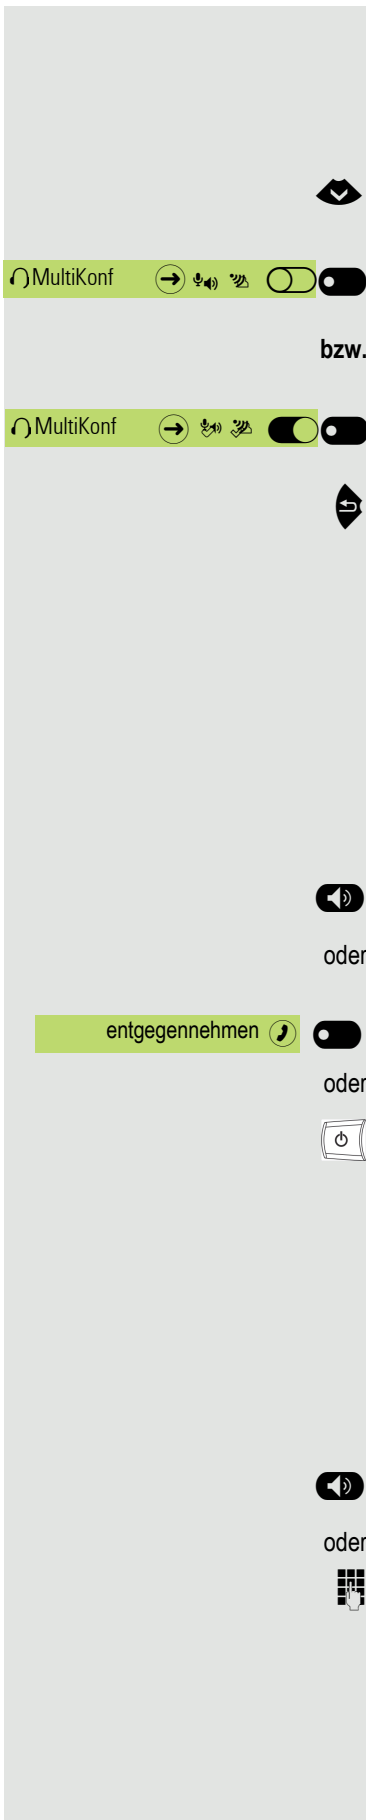 MultiKonf
bzw.
MultiKonf
oder
entgegennehmen
oder
oder